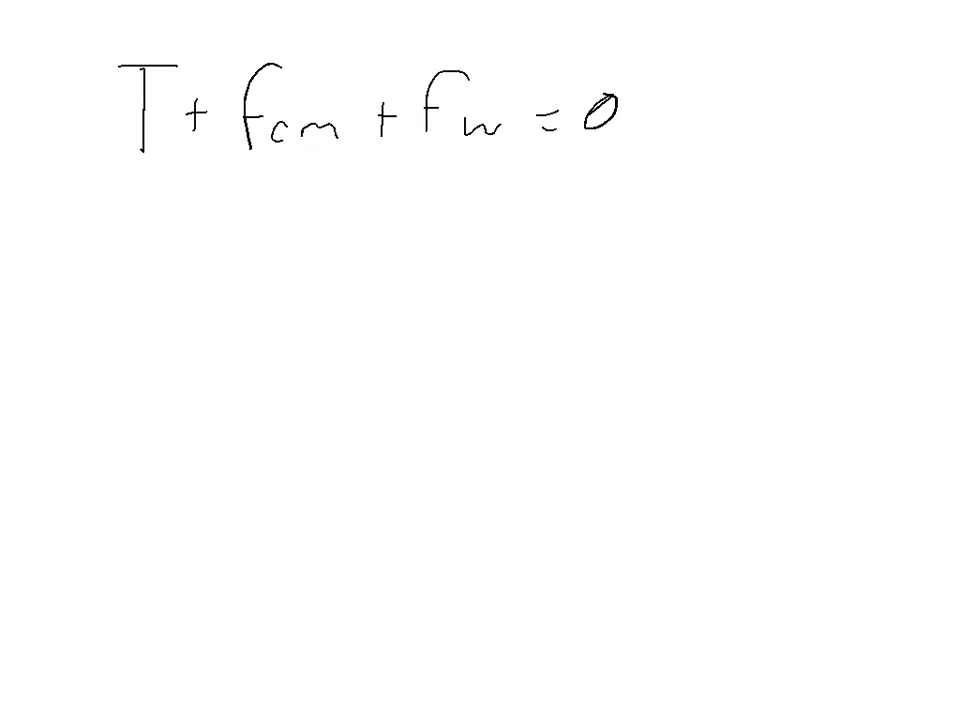 T + Fcm + Fw = 0